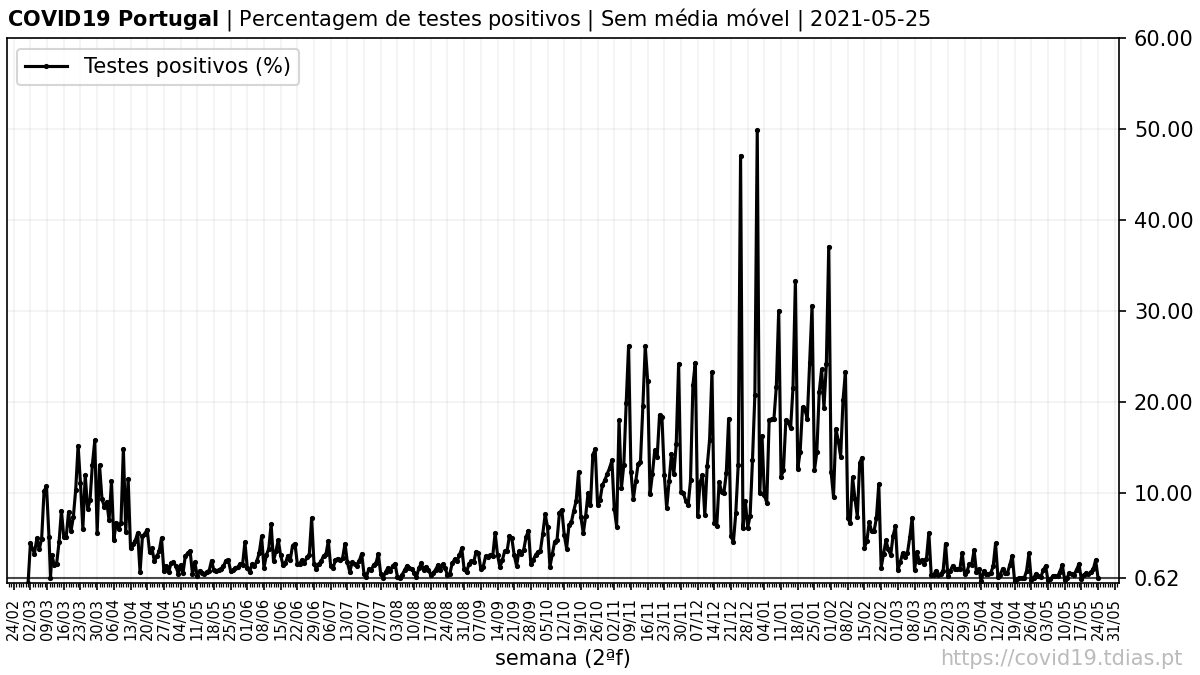 COVID19 Portugal | Percentagem de testes positivos | Sem média móvel | 2021-05-25
Testes positivos (%)
60.00
50.00
40.00
30.00
20.00
10.00
0.62
24/02 02/03 09/03 16/03 23/03 30/03 06/04 13/04 20/04 27/04 04/05 11/05 18/05 25/05 01/06 08/06 15/06 22/06 29/06 06/07 13/07 20/07 27/07 03/08 10/08 17/08 24/08 31/08 07/09 14/09 21/09 28/09 05/10 12/10 19/10 26/10 02/11 09/11 16/11 23/11 30/11 07/12 14/12 21/12 28/12 04/01 11/01 18/01 25/01 01/02 08/02 15/02 22/02 01/03 08/03 15/03 22/03 29/03 05/04 12/04 19/04 26/04 03/05 10/05 17/05 24/05 31/05
semana (2ªf)
https://covid19.tdias.pt